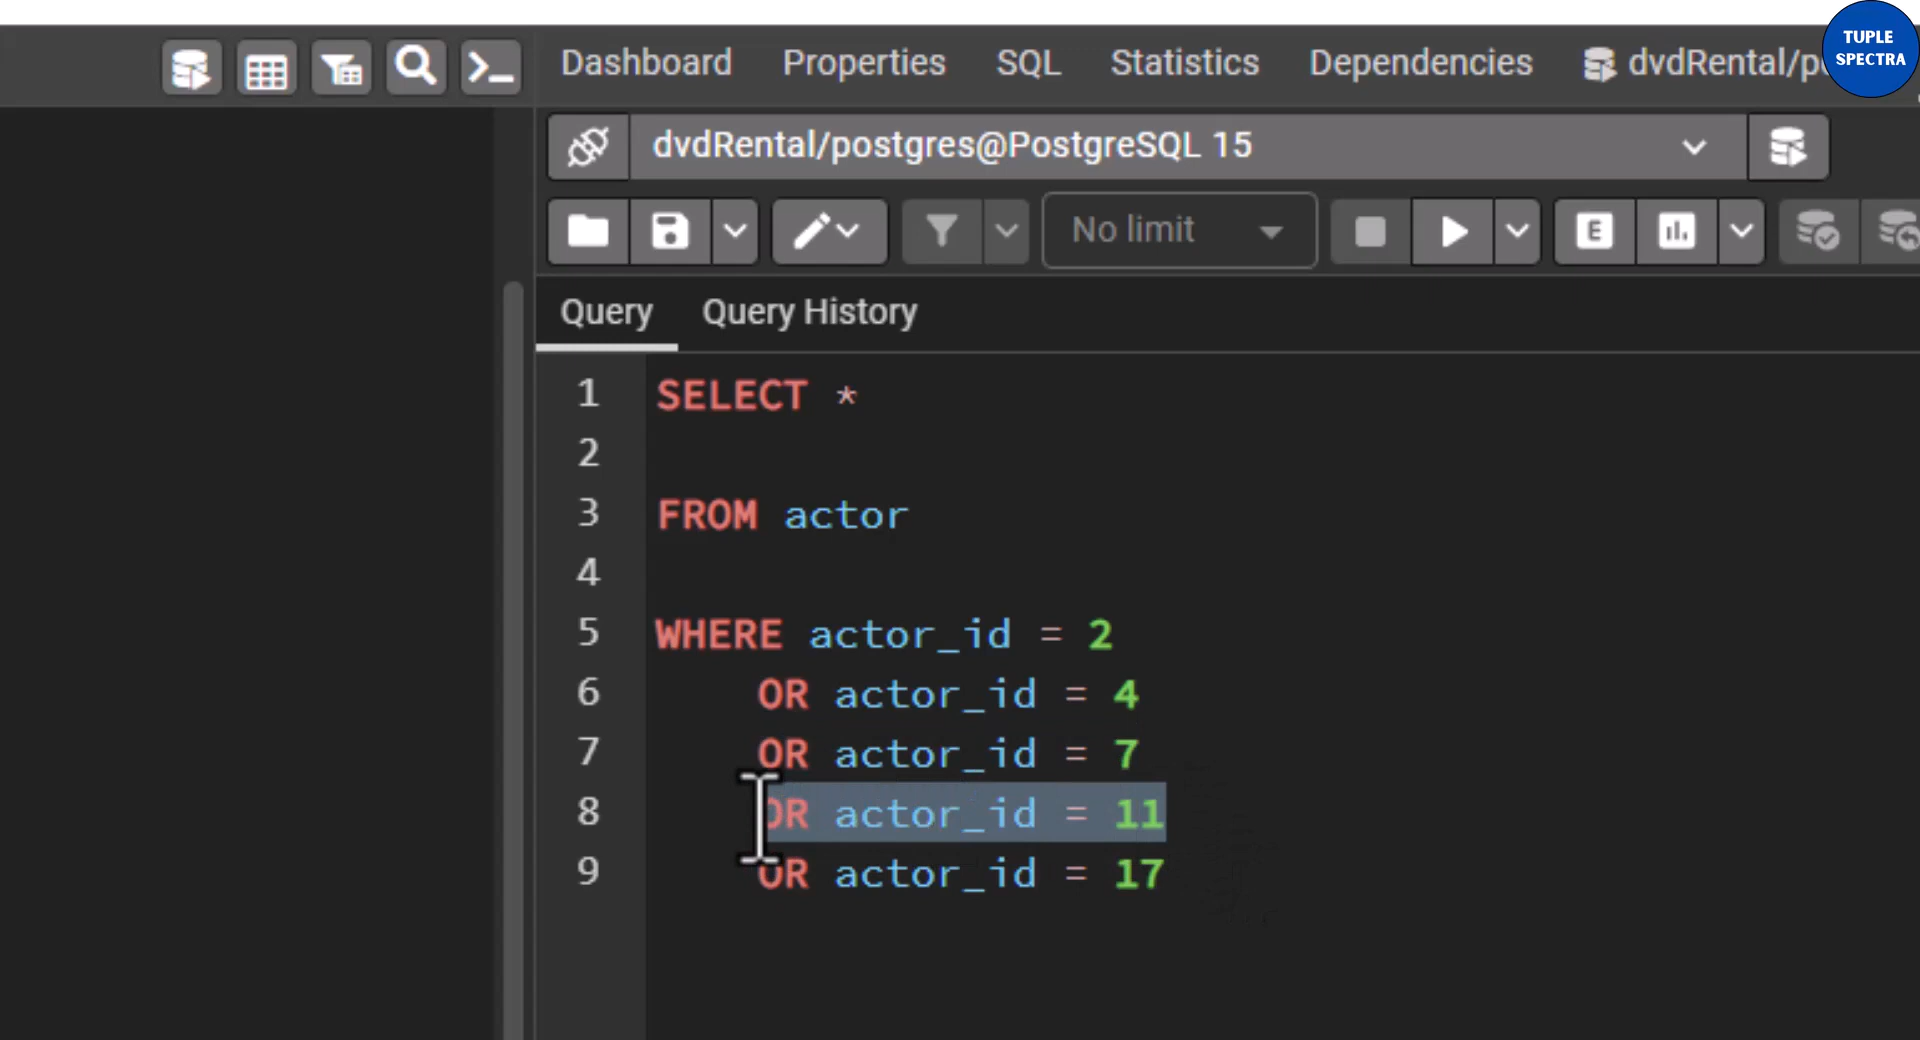 Dashboard Properties SQL Statistics Dependencies dvdRental/p
TUPLE
SPECTRA
dvdRental/postgres@PostgreSQL 15
No limit E
Query Query History
1 SELECT *
2
3 FROM actor
4
5 WHERE actor_id = 2
6 OR actor_id = 4
7 OR actor_id = 7
8 OR actor_id = 11
9 OR actor_id = 17